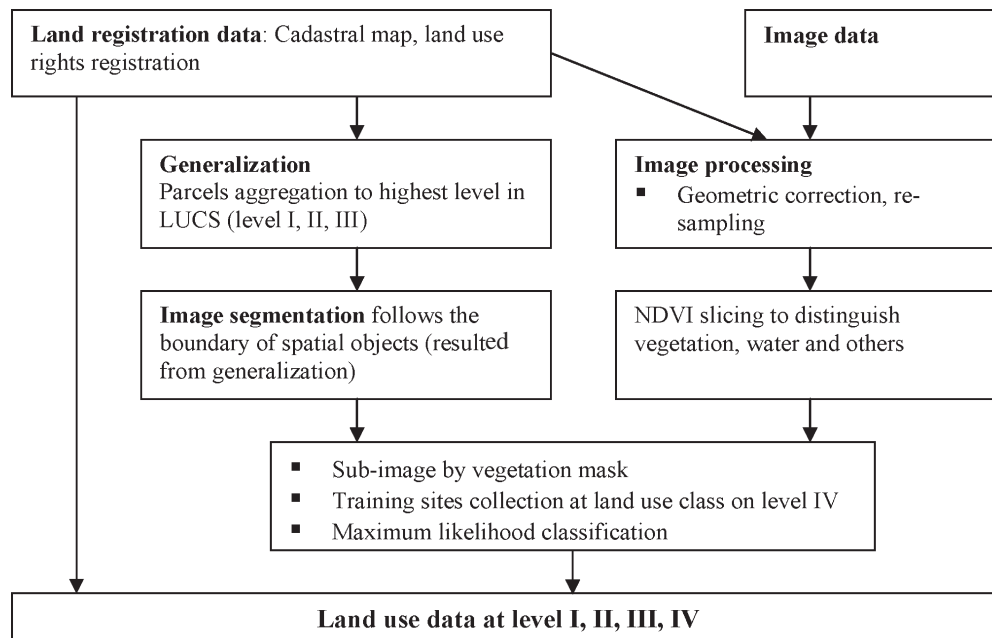 Land registration data: Cadastral map, land use
rights registration
Image data
Generalization
Parcels aggregation to highest level in
LUCS (level I, II, III)
Image processing
▪ Geometric correction, re-
sampling
Image segmentation follows the
boundary of spatial objects (resulted
from generalization)
NDVI slicing to distinguish
vegetation, water and others
▪ Sub-image by vegetation mask
▪ Training sites collection at land use class on level IV
▪ Maximum likelihood classification
Land use data at level I, II, III, IV